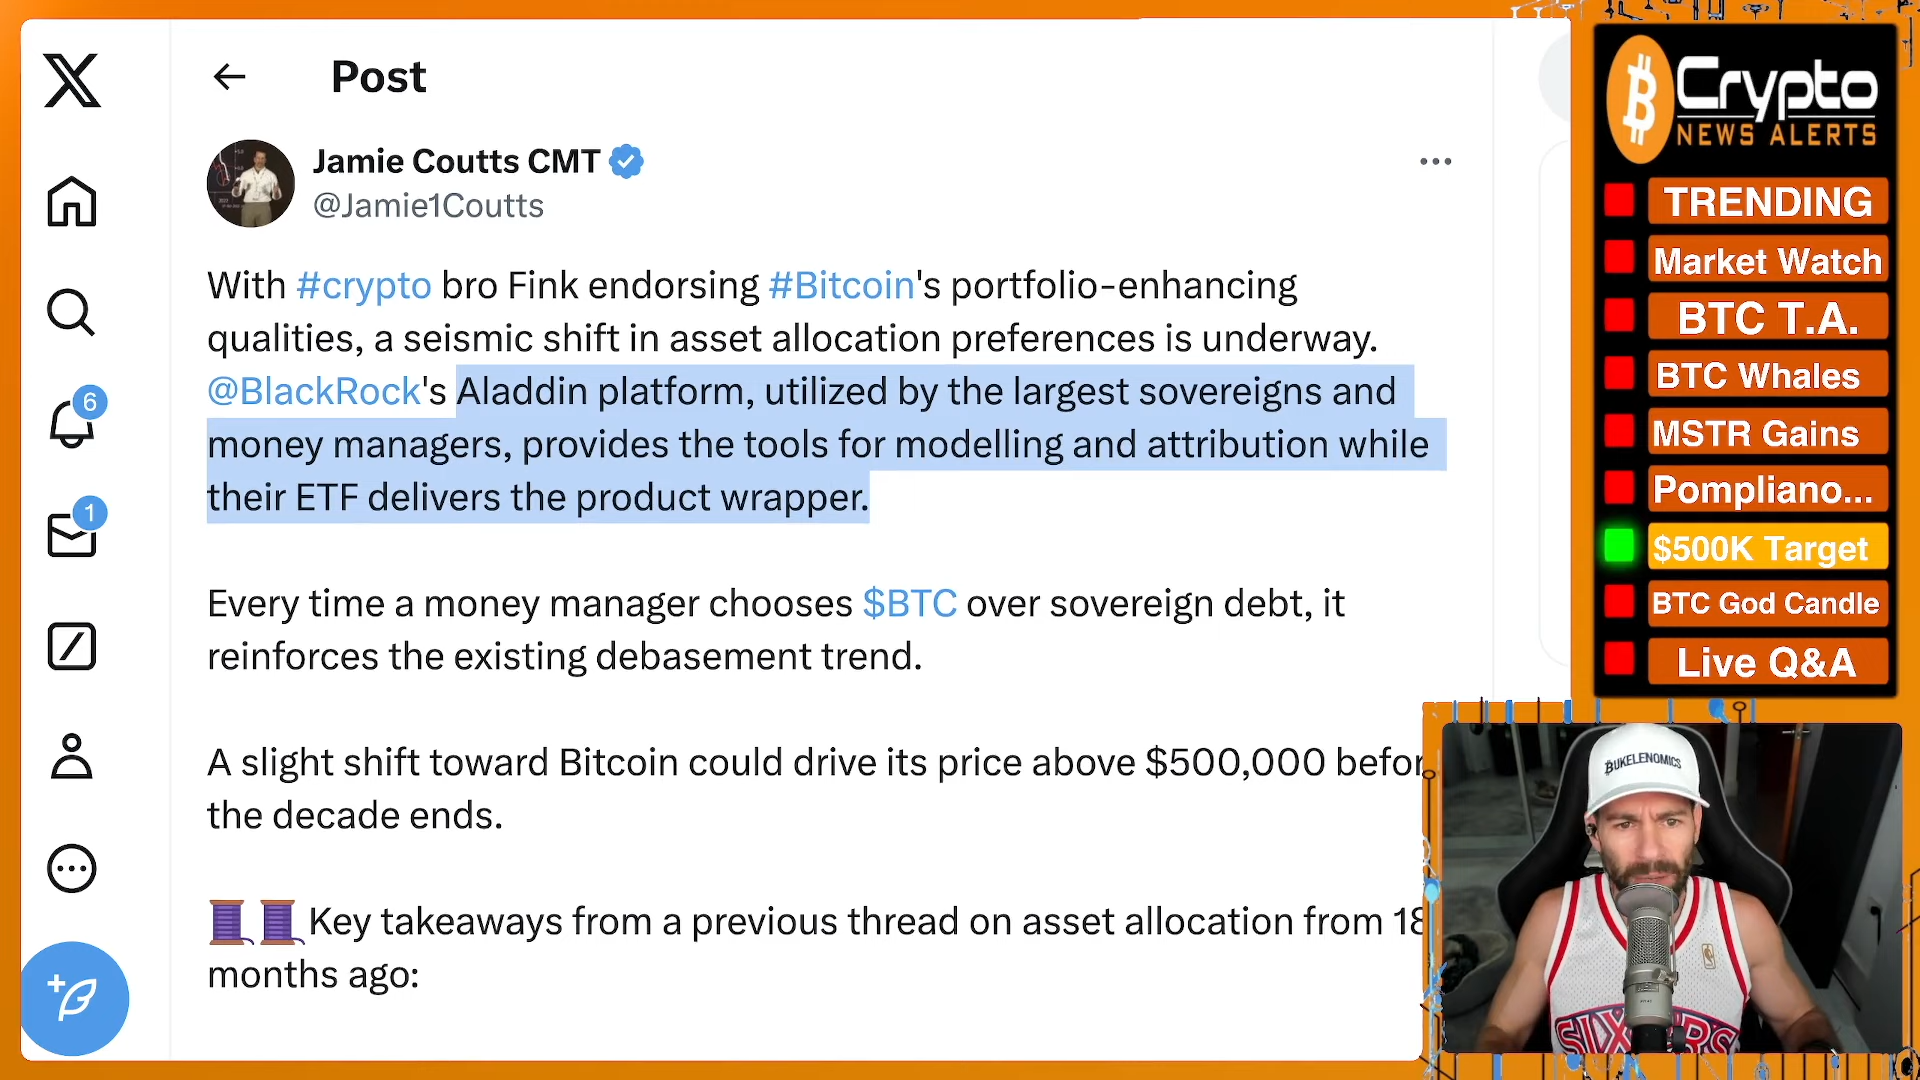 Post
Jamie Coutts CMT
@Jamie1Coutts
With #crypto bro Fink endorsing #Bitcoin's portfolio-enhancing
qualities, a seismic shift in asset allocation preferences is underway.
@BlackRock's Aladdin platform, utilized by the largest sovereigns and
money managers, provides the tools for modelling and attribution while
their ETF delivers the product wrapper.
Every time a money manager chooses $BTC over sovereign debt, it
reinforces the existing debasement trend.
A slight shift toward Bitcoin could drive its price above $500,000 befor
the decade ends.
Key takeaways from a previous thread on asset allocation from 18
months ago:
6
1
Crypto
NEWS ALERTS
TRENDING
Market Watch
BTC T.A.
BTC Whales
MSTR Gains
Pompliano...
$500K Target
BTC God Candle
Live Q&A
BUKELENOMICS
SIXERS